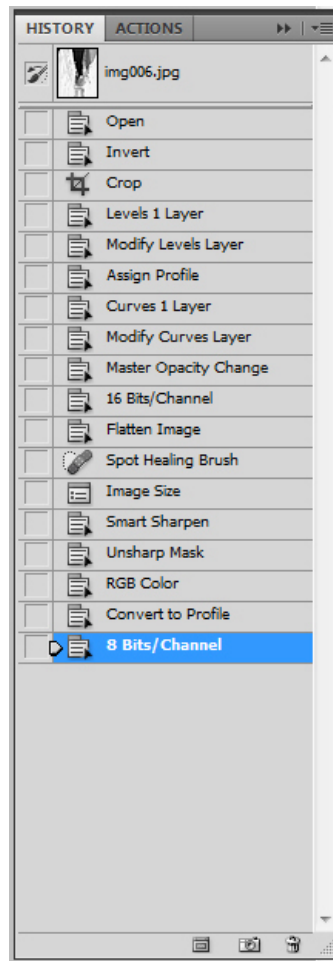 HISTORY ACTIONS
img006.jpg
Open
Invert
Crop
Levels 1 Layer
Modify Levels Layer
Assign Profile
Curves 1 Layer
Modify Curves Layer
Master Opacity Change
16 Bits/Channel
Flatten Image
Spot Healing Brush
Image Size
Smart Sharpen
Unsharp Mask
RGB Color
Convert to Profile
8 Bits/Channel